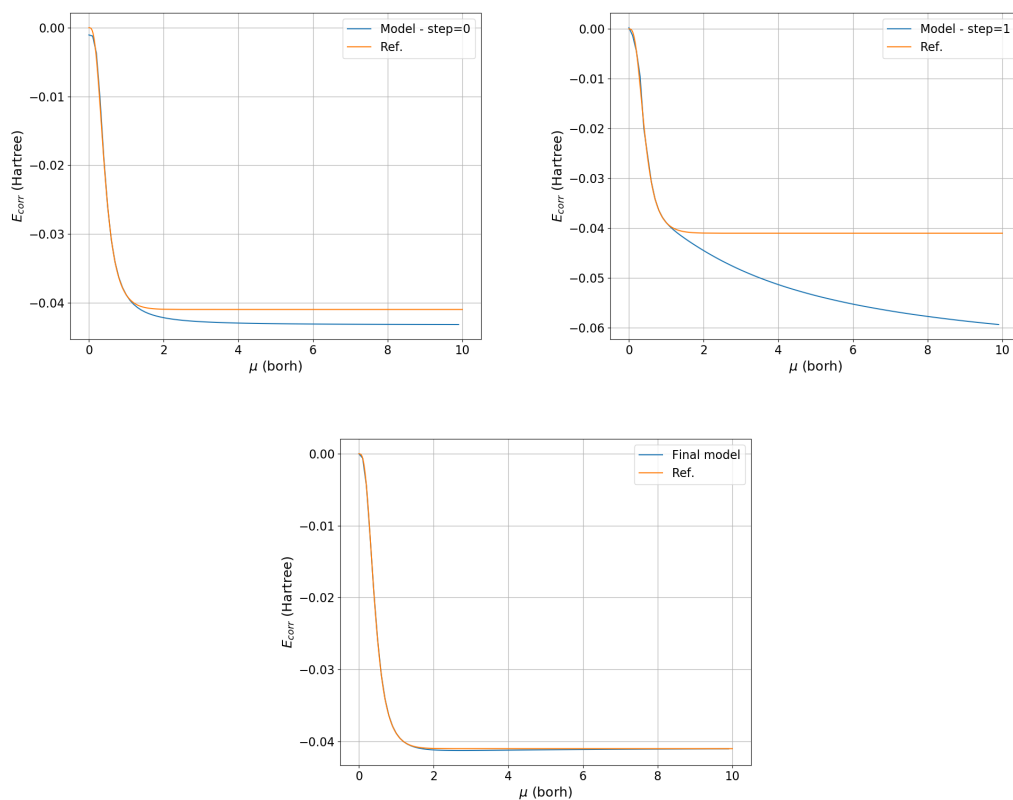 Model - step=0
Ref.
0.00
−0.01
−0.02
−0.03
−0.04
E_corr (Hartree)
0 2 4 6 8 10
μ (borh)
Model - step=1
Ref.
0.00
−0.01
−0.02
−0.03
−0.04
−0.05
−0.06
E_corr (Hartree)
0 2 4 6 8 10
μ (borh)
Final model
Ref.
0.00
−0.01
−0.02
−0.03
−0.04
E_corr (Hartree)
0 2 4 6 8 10
μ (borh)